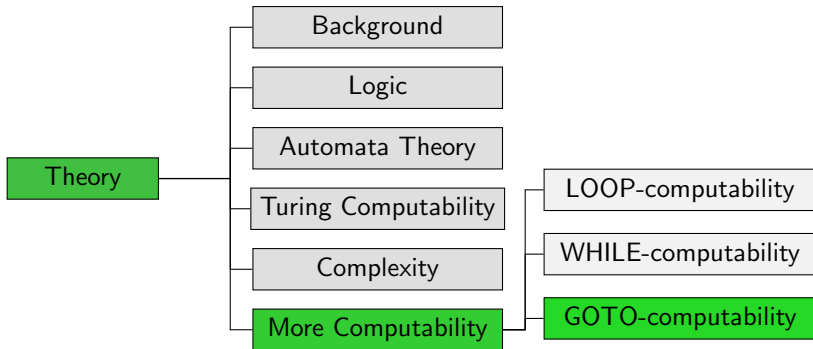 Theory
Background
Logic
Automata Theory
Turing Computability
Complexity
More Computability
LOOP-computability
WHILE-computability
GOTO-computability